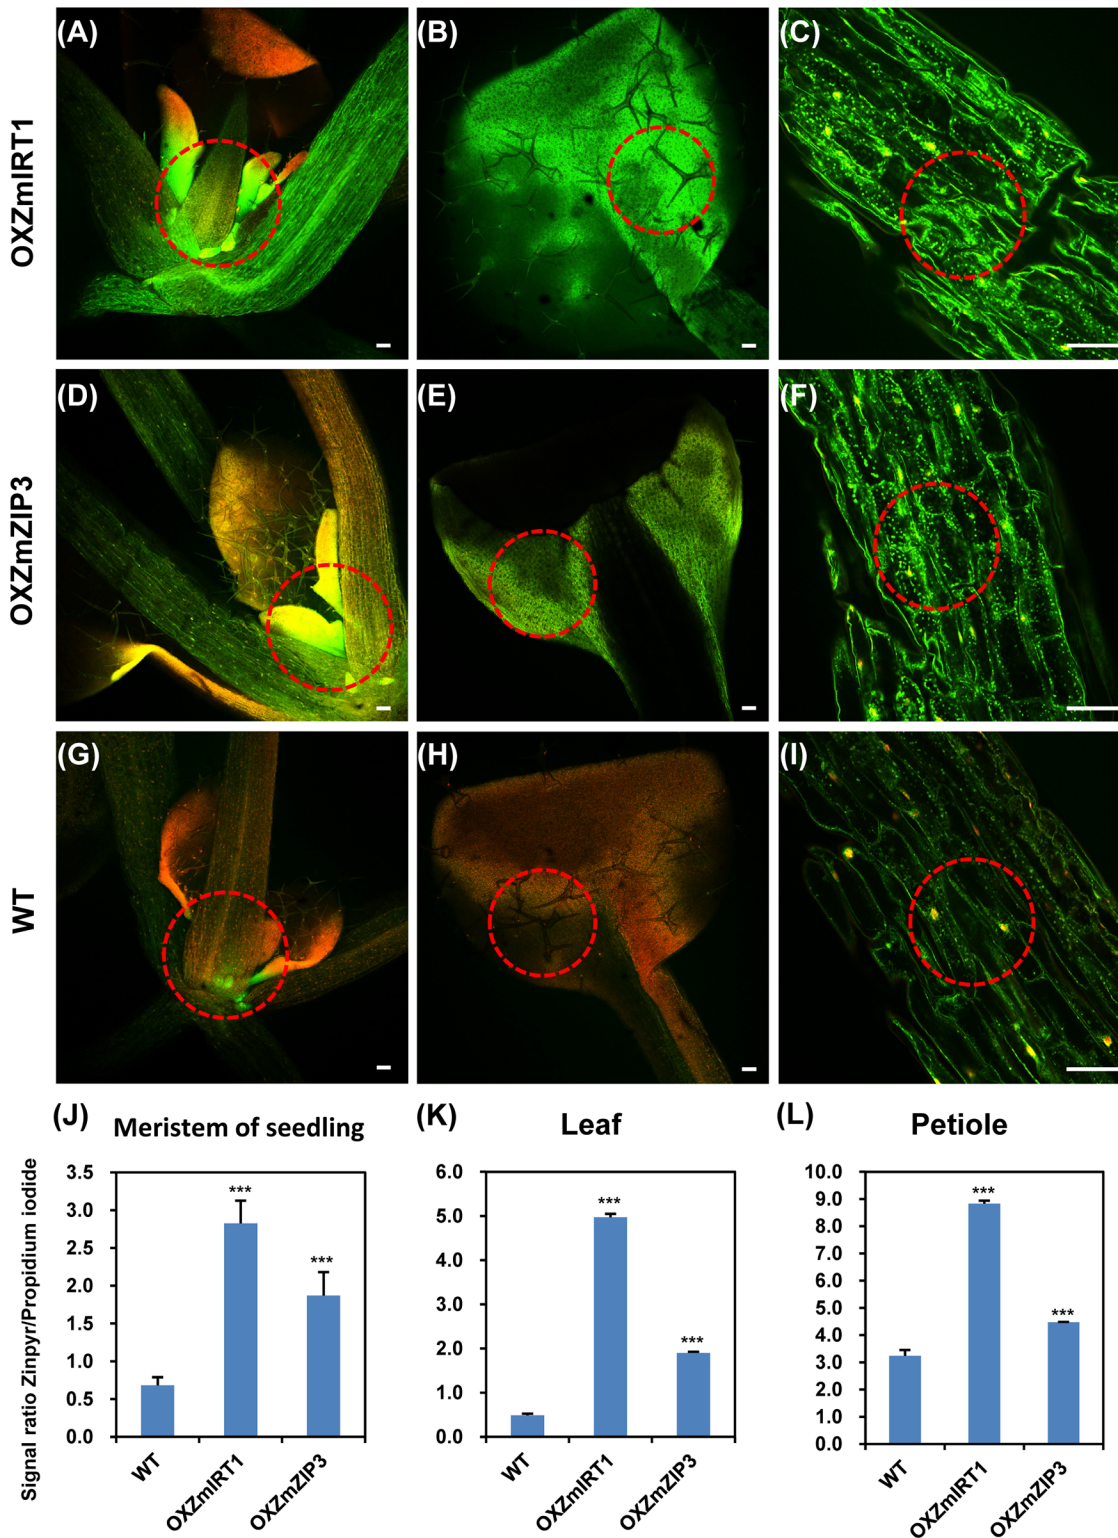 (A)
(B)
(C)
OXZmIRT1
(D)
(E)
(F)
OXZmZIP3
(G)
(H)
(I)
WT
(J)
Meristem of seedling
(K)
Leaf
(L)
Petiole
Signal ratio Zinpyr/Propidium iodide
3.5
3.0
2.5
2.0
1.5
1.0
0.5
0.0
***
***
WT
OXZmIRT1
OXZmZIP3
6.0
5.0
4.0
3.0
2.0
1.0
0.0
***
***
WT
OXZmIRT1
OXZmZIP3
10.0
9.0
8.0
7.0
6.0
5.0
4.0
3.0
2.0
1.0
0.0
***
***
WT
OXZmIRT1
OXZmZIP3